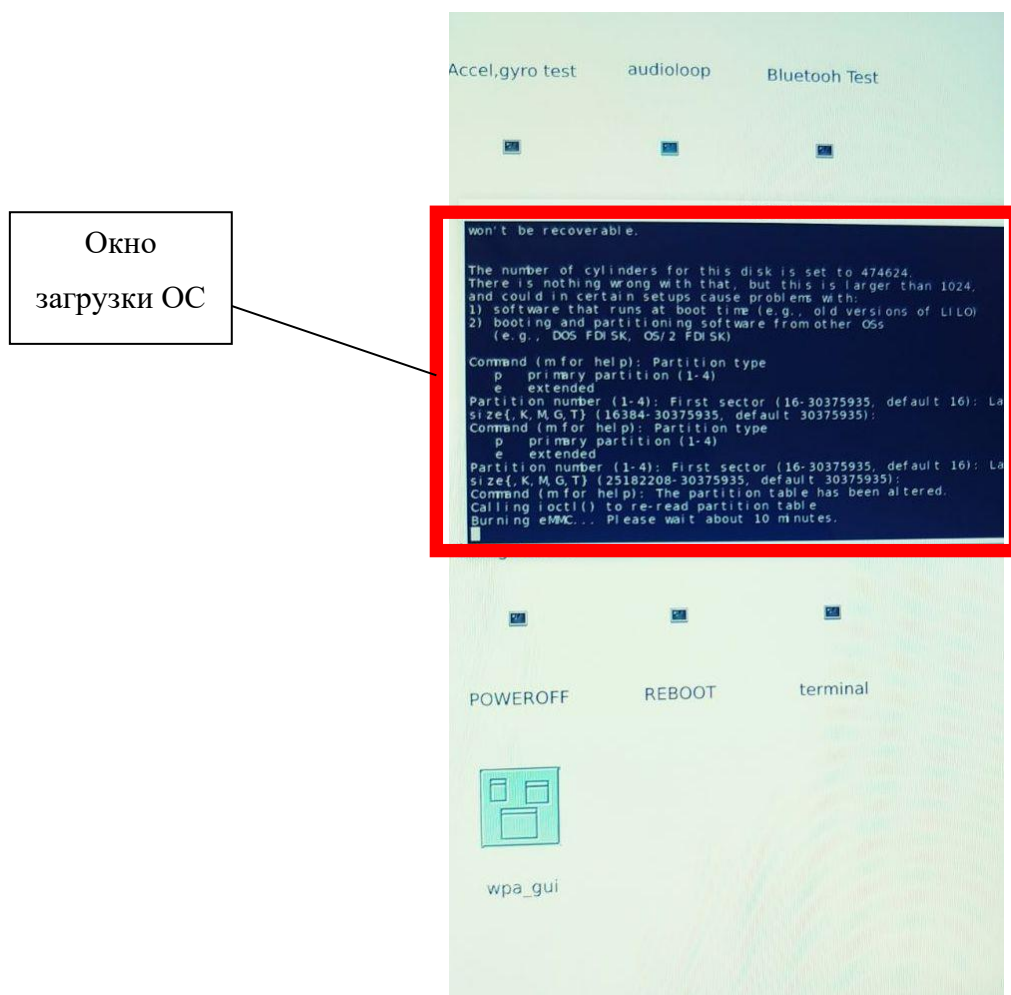 Accel,gyro test
audioloop
Bluetooh Test
Окно
загрузки ОС
won't be recoverable.
The number of cylinders for this disk is set to 474624.
There is nothing wrong with that, but this is larger than 1024,
and could in certain setups cause problems with:
1) software that runs at boot time (e.g., old versions of LILO)
2) booting and partitioning software from other OSs
(e.g., DOS FDISK, OS/2 FDISK)
Command (m for help): Partition type
p primary partition (1-4)
e extended
Partition number (1-4): First sector (16-30375935, default 16): La
size{,K,M,G,T} (16384-30375935, default 30375935):
Command (m for help): Partition type
p primary partition (1-4)
e extended
Partition number (1-4): First sector (16-30375935, default 16): La
size{,K,M,G,T} (25182208-30375935, default 30375935):
Command (m for help): The partition table has been altered.
Calling ioctl() to re-read partition table
Burning eMMC... Please wait about 10 minutes.
POWEROFF
REBOOT
terminal
wpa_gui